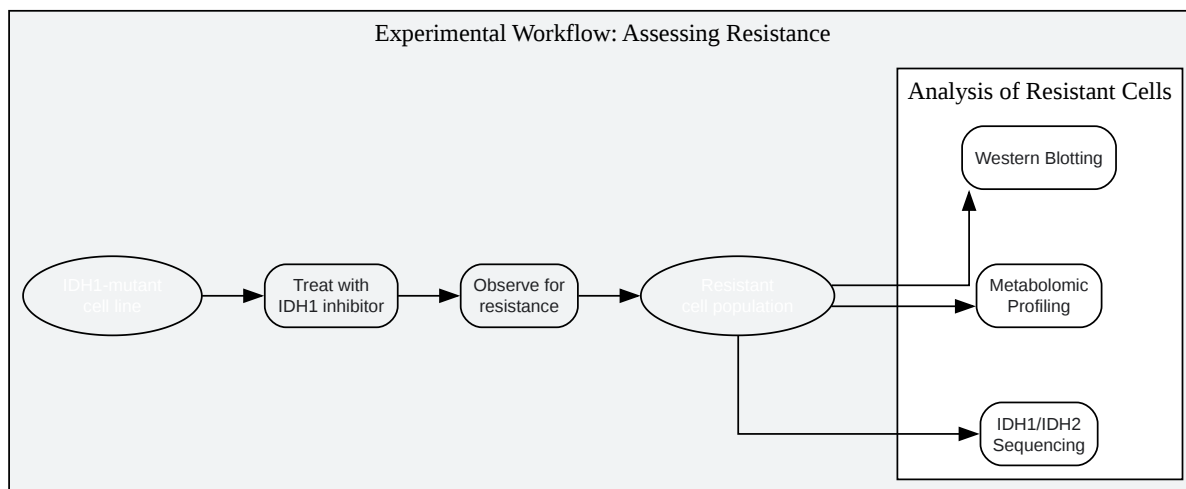 Experimental Workflow: Assessing Resistance
Analysis of Resistant Cells
Western Blotting
IDH1-mutant
cell line
Treat with
IDH1 inhibitor
Observe for
resistance
Resistant
cell population
Metabolomic
Profiling
IDH1/IDH2
Sequencing